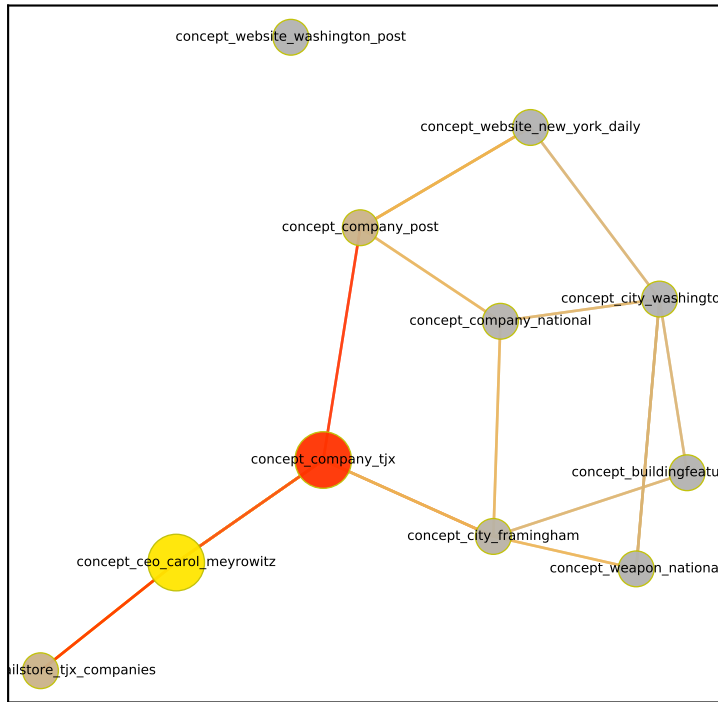 concept_website_washington_post
concept_website_new_york_daily
concept_company_post
concept_city_washingto
concept_company_national
concept_company_tjx
concept_buildingfeatu
concept_city_framingham
concept_ceo_carol_meyrowitz
concept_weapon_nationa
ilstore_tjx_companies